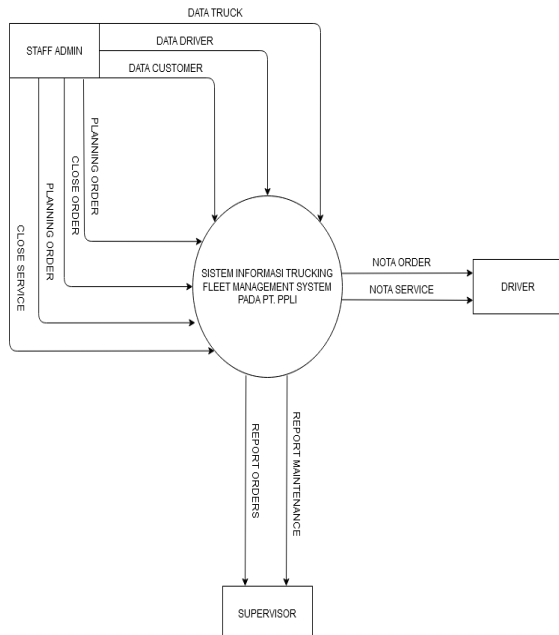 DATA TRUCK
STAFF ADMIN
DATA DRIVER
DATA CUSTOMER
PLANNING ORDER
CLOSE ORDER
PLANNING ORDER
CLOSE SERVICE
SISTEM INFORMASI TRUCKING
FLEET MANAGEMENT SYSTEM
PADA PT. PPLI
NOTA ORDER
NOTA SERVICE
DRIVER
REPORT ORDERS
REPORT MAINTENANCE
SUPERVISOR